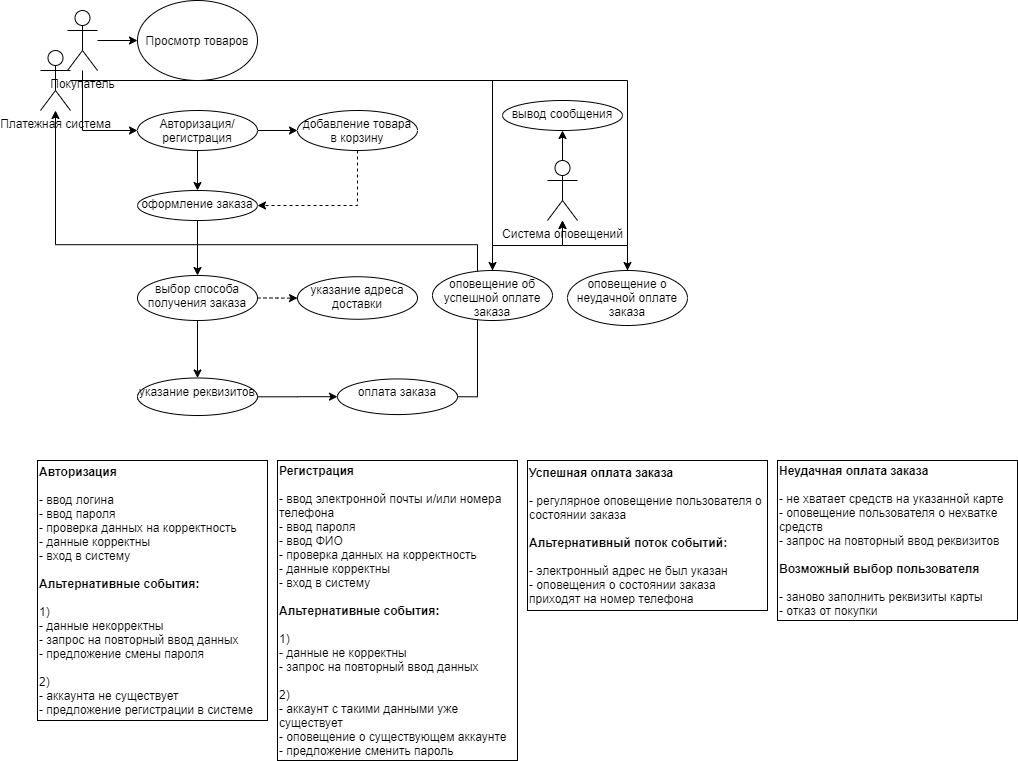 Просмотр товаров
Покупатель
Платежная система
Авторизация/
регистрация
добавление товара
в корзину
вывод сообщения
оформление заказа
Система оповещений
выбор способа
получения заказа
указание адреса
доставки
оповещение об
успешной оплате
заказа
оповещение о
неудачной оплате
заказа
указание реквизитов
оплата заказа
Авторизация
- ввод логина
- ввод пароля
- проверка данных на корректность
- данные корректны
- вход в систему
Альтернативные события:
1)
- данные некорректны
- запрос на повторный ввод данных
- предложение смены пароля
2)
- аккаунта не существует
- предложение регистрации в системе
Регистрация
- ввод электронной почты и/или номера
телефона
- ввод пароля
- ввод ФИО
- проверка данных на корректность
- данные корректны
- вход в систему
Альтернативные события:
1)
- данные не корректны
- запрос на повторный ввод данных
2)
- аккаунт с такими данными уже
существует
- оповещение о существующем аккаунте
- предложение сменить пароль
Успешная оплата заказа
- регулярное оповещение пользователя о
состоянии заказа
Альтернативный поток событий:
- электронный адрес не был указан
- оповещения о состоянии заказа
приходят на номер телефона
Неудачная оплата заказа
- не хватает средств на указанной карте
- оповещение пользователя о нехватке
средств
- запрос на повторный ввод реквизитов
Возможный выбор пользователя
- заново заполнить реквизиты карты
- отказ от покупки